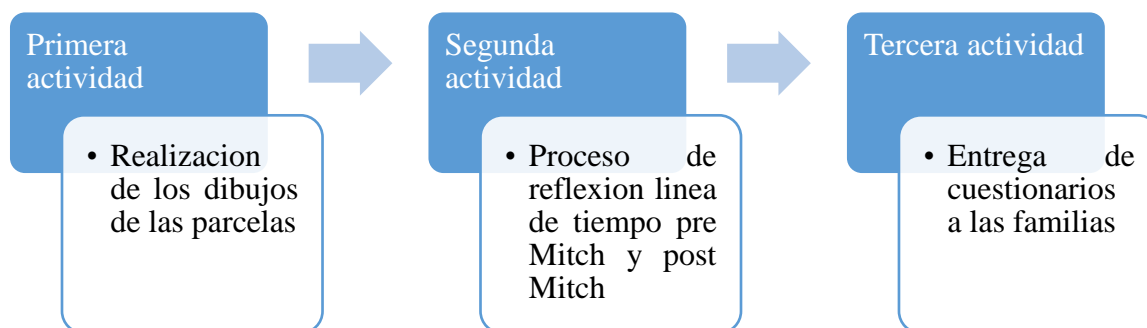 Primera
actividad
• Realizacion
de los dibujos
de las parcelas
Segunda
actividad
• Proceso de
reflexion linea
de tiempo pre
Mitch y post
Mitch
Tercera actividad
• Entrega de
cuestionarios
a las familias